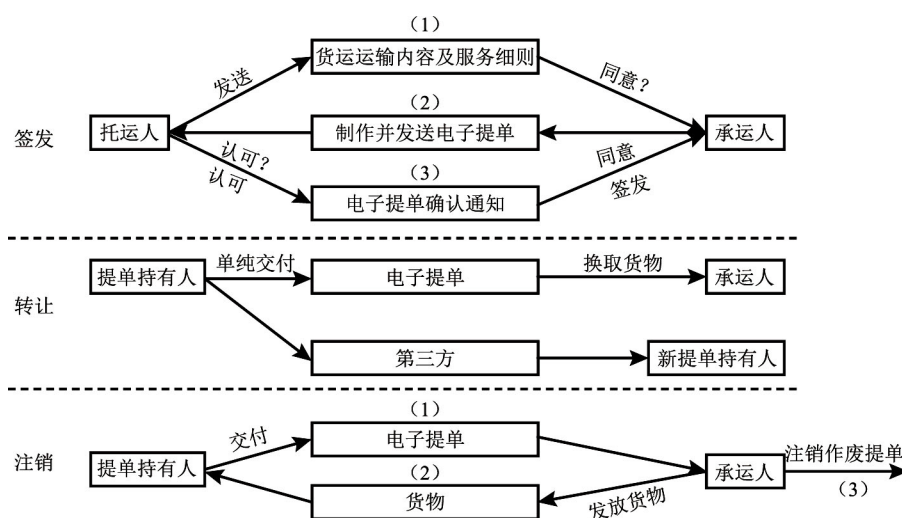 （1）
货运运输内容及服务细则
发送
同意？
（2）
签发
托运人
制作并发送电子提单
承运人
认可？
认可
同意
签发
（3）
电子提单确认通知
提单持有人
单纯交付
电子提单
换取货物
承运人
转让
第三方
新提单持有人
（1）
交付
电子提单
注销
提单持有人
（2）
货物
发放货物
承运人
注销作废提单
（3）